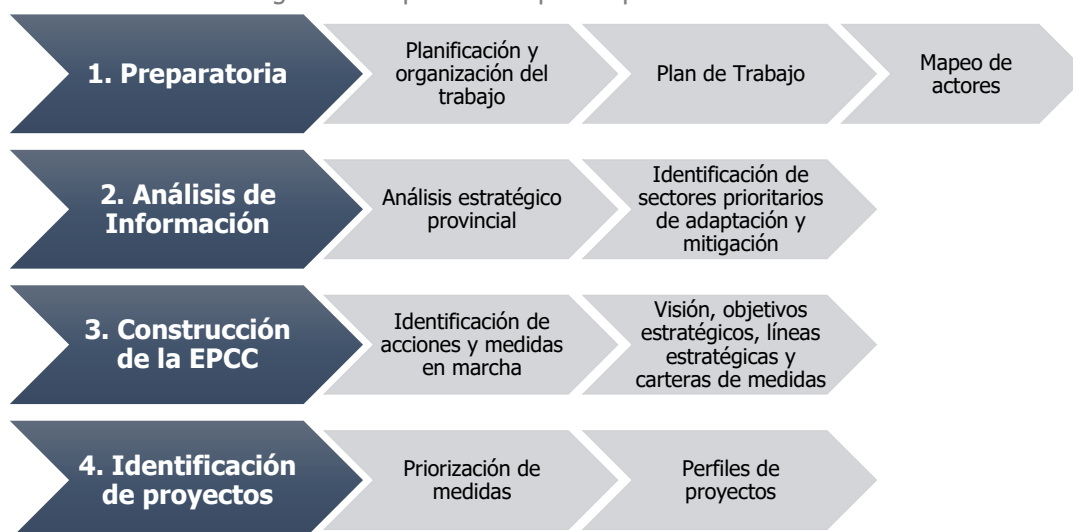 1. Preparatoria
Planificación y
organización del
trabajo
Plan de Trabajo
Mapeo de
actores
2. Análisis de
Información
Análisis estratégico
provincial
Identificación de
sectores prioritarios
de adaptación y
mitigación
3. Construcción
de la EPCC
Identificación de
acciones y medidas
en marcha
Visión, objetivos
estratégicos, líneas
estratégicas y
carteras de medidas
4. Identificación
de proyectos
Priorización de
medidas
Perfiles de
proyectos